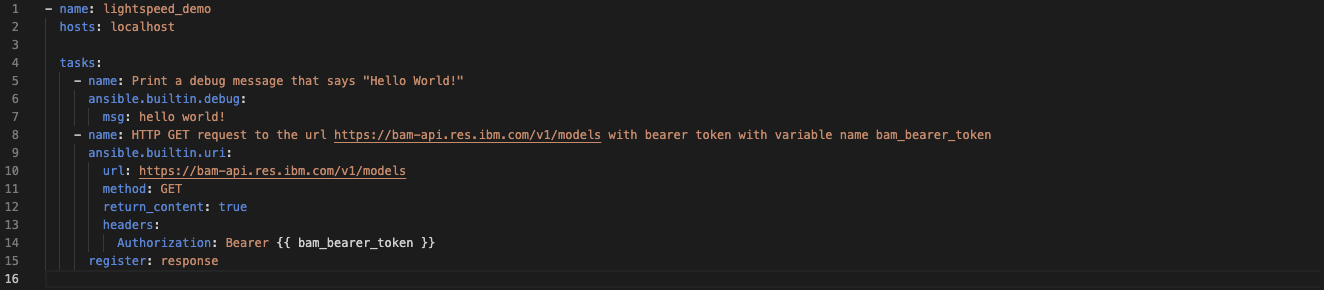 1 - name: lightspeed_demo
2   hosts: localhost
3
4   tasks:
5     - name: Print a debug message that says "Hello World!"
6       ansible.builtin.debug:
7         msg: hello world!
8     - name: HTTP GET request to the url https://bam-api.res.ibm.com/v1/models with bearer token with variable name bam_bearer_token
9       ansible.builtin.uri:
10         url: https://bam-api.res.ibm.com/v1/models
11         method: GET
12         return_content: true
13         headers:
14           Authorization: Bearer {{ bam_bearer_token }}
15       register: response
16